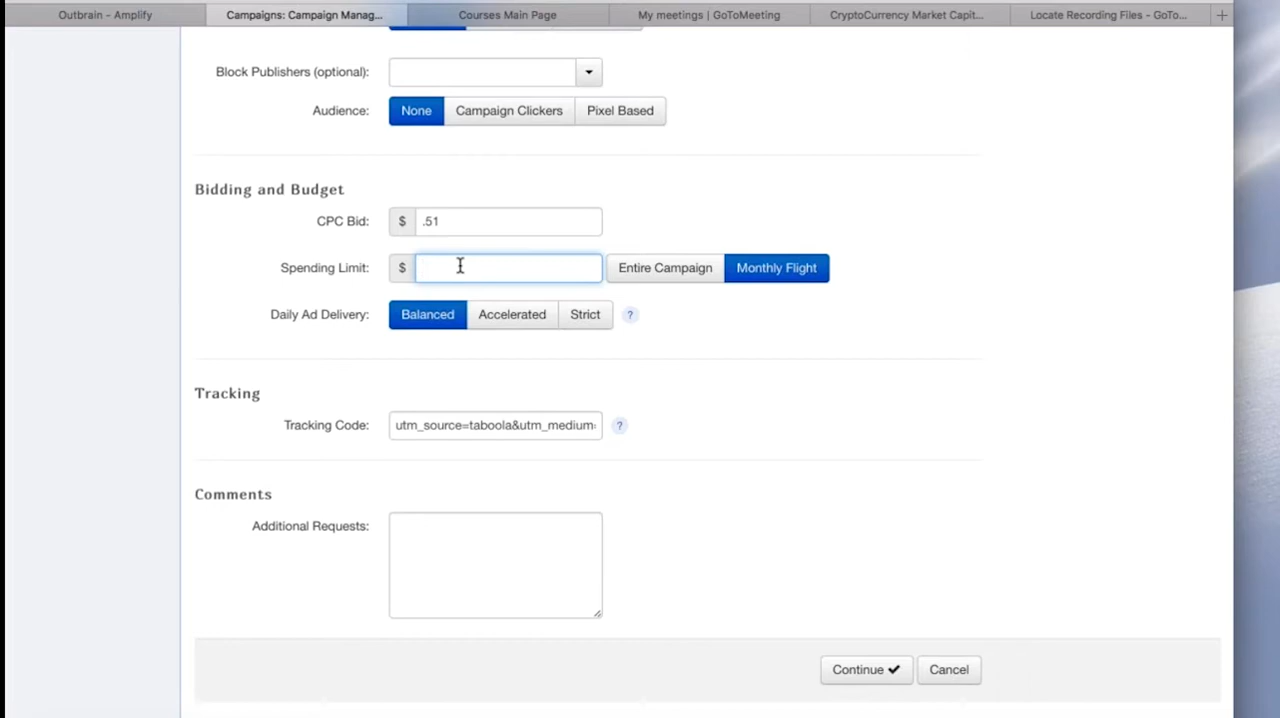 Outbrain - Amplify
Campaigns: Campaign Manag...
Courses Main Page
My meetings | GoToMeeting
CryptoCurrency Market Capit...
Locate Recording Files - GoTo...
+
Block Publishers (optional):
Audience: None Campaign Clickers Pixel Based
Bidding and Budget
CPC Bid: $ .51
Spending Limit: $ Entire Campaign Monthly Flight
Daily Ad Delivery: Balanced Accelerated Strict ?
Tracking
Tracking Code: utm_source=taboola&utm_medium= ?
Comments
Additional Requests:
Continue ✔ Cancel